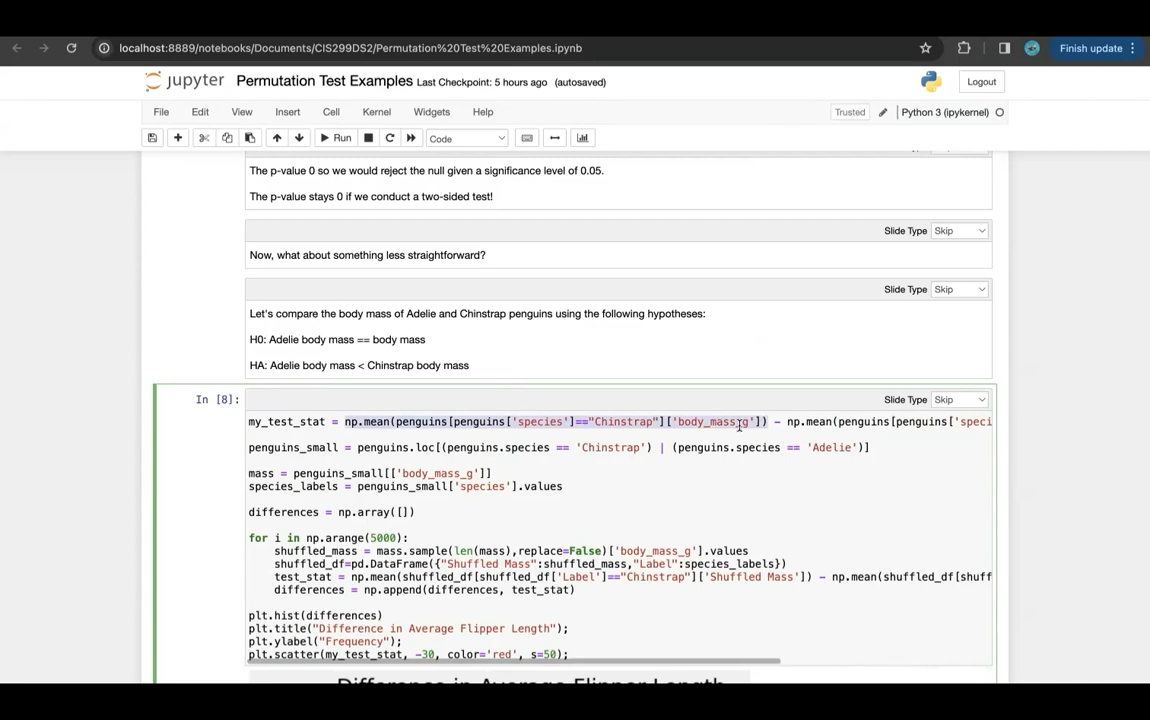 localhost:8889/notebooks/Documents/CIS299DS2/Permutation%20Test%20Examples.ipynb
Finish update
jupyter Permutation Test Examples Last Checkpoint: 5 hours ago (autosaved)
Logout
File Edit View Insert Cell Kernel Widgets Help
Trusted Python 3 (ipykernel)
Run Code
The p-value 0 so we would reject the null given a significance level of 0.05.
The p-value stays 0 if we conduct a two-sided test!
Slide Type Skip
Now, what about something less straightforward?
Slide Type Skip
Let's compare the body mass of Adelie and Chinstrap penguins using the following hypotheses:
H0: Adelie body mass == body mass
HA: Adelie body mass < Chinstrap body mass
In [8]:
Slide Type Skip
my_test_stat = np.mean(penguins[penguins['species']=="Chinstrap"]['body_mass_g']) - np.mean(penguins[penguins['speci
penguins_small = penguins.loc[(penguins.species == 'Chinstrap') | (penguins.species == 'Adelie')]
mass = penguins_small[['body_mass_g']]
species_labels = penguins_small['species'].values
differences = np.array([])
for i in np.arange(5000):
    shuffled_mass = mass.sample(len(mass),replace=False)['body_mass_g'].values
    shuffled_df=pd.DataFrame({"Shuffled Mass":shuffled_mass,"Label":species_labels})
    test_stat = np.mean(shuffled_df[shuffled_df['Label']=="Chinstrap"]['Shuffled Mass']) - np.mean(shuffled_df[shuff
    differences = np.append(differences, test_stat)
plt.hist(differences)
plt.title("Difference in Average Flipper Length");
plt.ylabel("Frequency");
plt.scatter(my_test_stat, -30, color='red', s=50);
Difference in Average Flipper Length